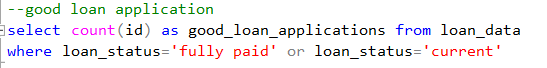 --good loan application
select count(id) as good_loan_applications from loan_data
where loan_status='fully paid' or loan_status='current'